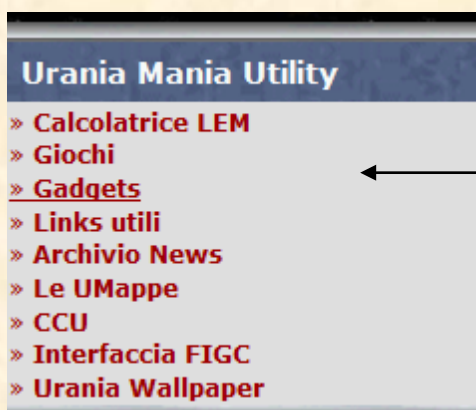 Urania Mania Utility
» Calcolatrice LEM
» Giochi
» Gadgets
» Links utili
» Archivio News
» Le UMappe
» CCU
» Interfaccia FIGC
» Urania Wallpaper